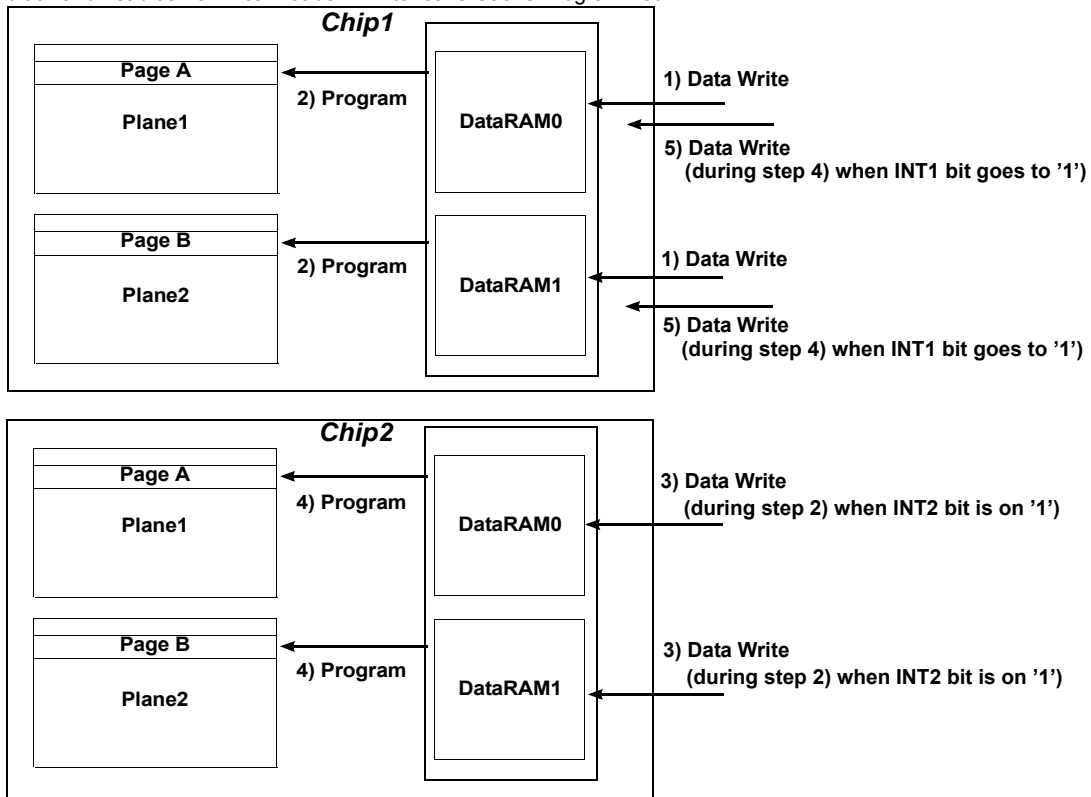 Chip1
Page A
Plane1
2) Program
DataRAM0
1) Data Write
5) Data Write
(during step 4) when INT1 bit goes to ’1’)
Page B
Plane2
2) Program
DataRAM1
1) Data Write
5) Data Write
(during step 4) when INT1 bit goes to ’1’)
Chip2
Page A
Plane1
4) Program
DataRAM0
3) Data Write
(during step 2) when INT2 bit is on ’1’)
Page B
Plane2
4) Program
DataRAM1
3) Data Write
(during step 2) when INT2 bit is on ’1’)